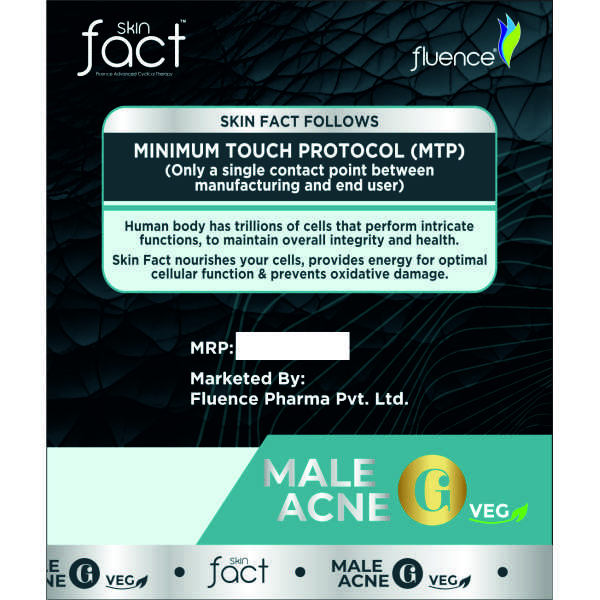 skin
fact™
Fluence Advanced Cyclical Therapy
fluence®
SKIN FACT FOLLOWS
MINIMUM TOUCH PROTOCOL (MTP)
(Only a single contact point between
manufacturing and end user)
Human body has trillions of cells that perform intricate
functions, to maintain overall integrity and health.
Skin Fact nourishes your cells, provides energy for optimal
cellular function & prevents oxidative damage.
MRP:
Marketed By:
Fluence Pharma Pvt. Ltd.
MALE
ACNE G VEG
LE
NE G VEG • skin fact • MALE
ACNE G VEG •